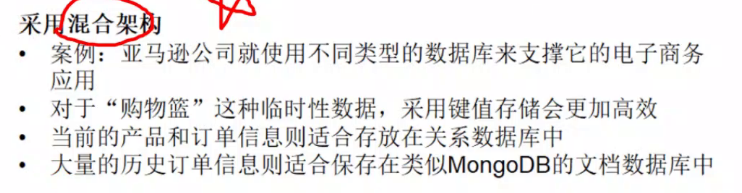 采用混合架构
• 案例：亚马逊公司就使用不同类型的数据库来支撑它的电子商务
应用
• 对于“购物篮”这种临时性数据，采用键值存储会更加高效
• 当前的产品和订单信息则适合存放在关系数据库中
• 大量的历史订单信息则适合保存在类似MongoDB的文档数据库中